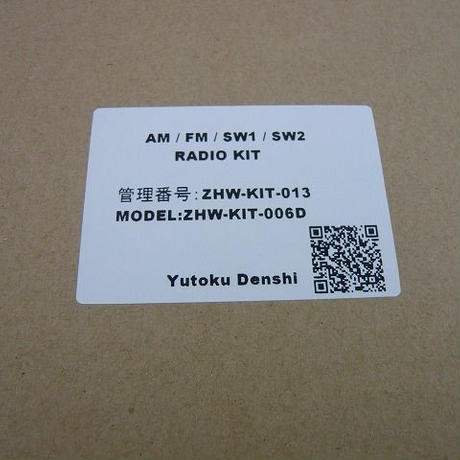 AM / FM / SW1 / SW2
RADIO KIT
管理番号: ZHW-KIT-013
MODEL:ZHW-KIT-006D
Yutoku Denshi